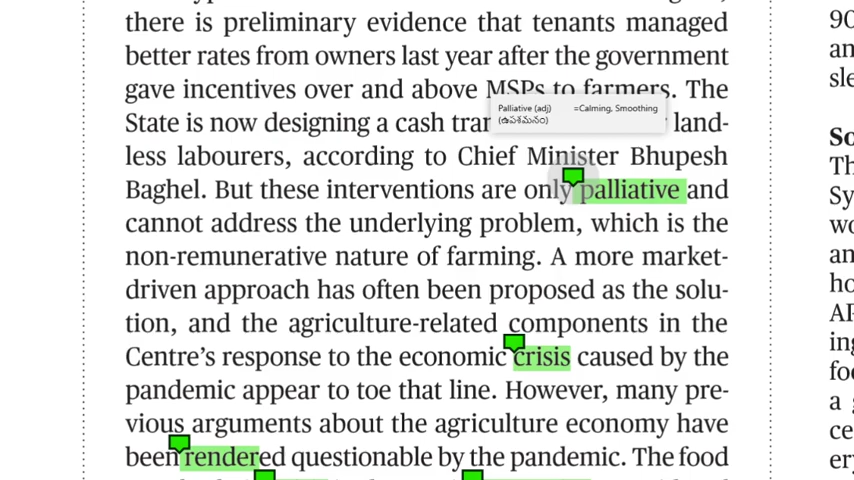 there is preliminary evidence that tenants managed
better rates from owners last year after the government
gave incentives over and above MSPs to farmers. The
State is now designing a cash tran land-
Palliative (adj) =Calming, Smoothing
(ఉపశమనం)
less labourers, according to Chief Minister Bhupesh
Baghel. But these interventions are only palliative and
cannot address the underlying problem, which is the
non-remunerative nature of farming. A more market-
driven approach has often been proposed as the solu-
tion, and the agriculture-related components in the
Centre’s response to the economic crisis caused by the
pandemic appear to toe that line. However, many pre-
vious arguments about the agriculture economy have
been rendered questionable by the pandemic. The food
90
an
sle
So
Th
Sy
wo
an
ho
AP
ing
foo
a g
ce
ery